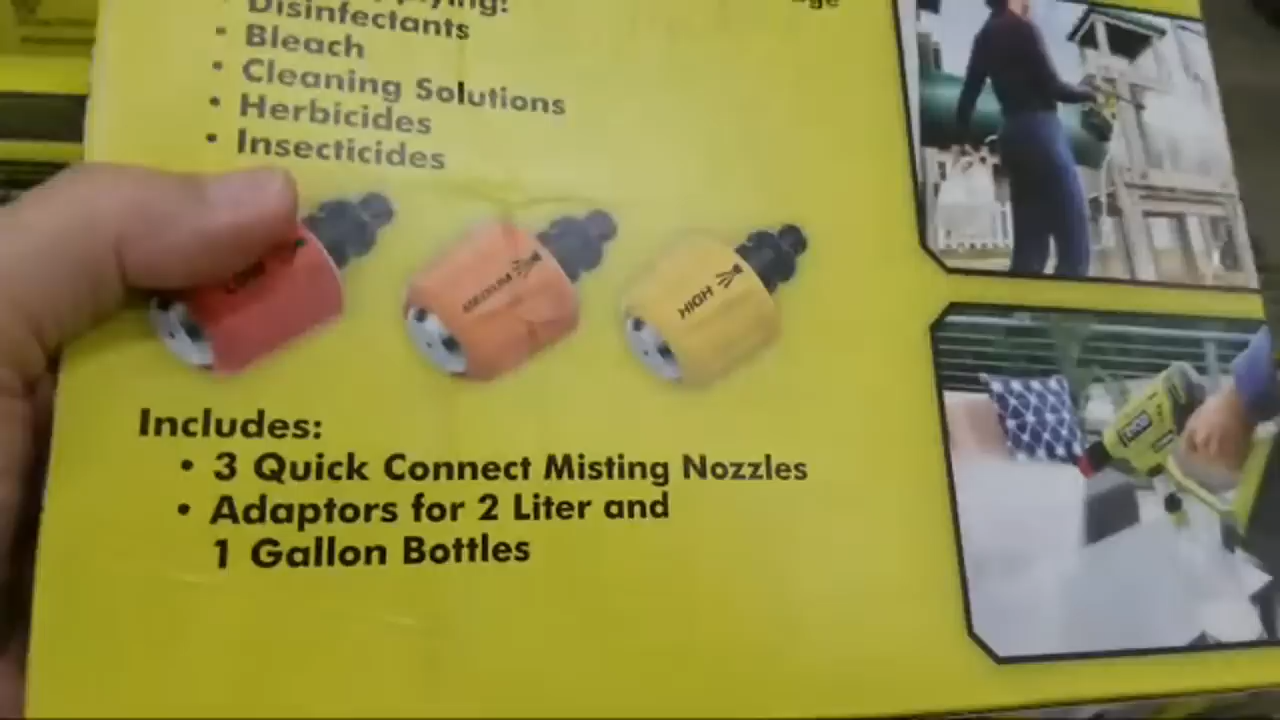 • Disinfectants
• Bleach
• Cleaning Solutions
• Herbicides
• Insecticides
MEDIUM
HIGH
Includes:
• 3 Quick Connect Misting Nozzles
• Adaptors for 2 Liter and
1 Gallon Bottles